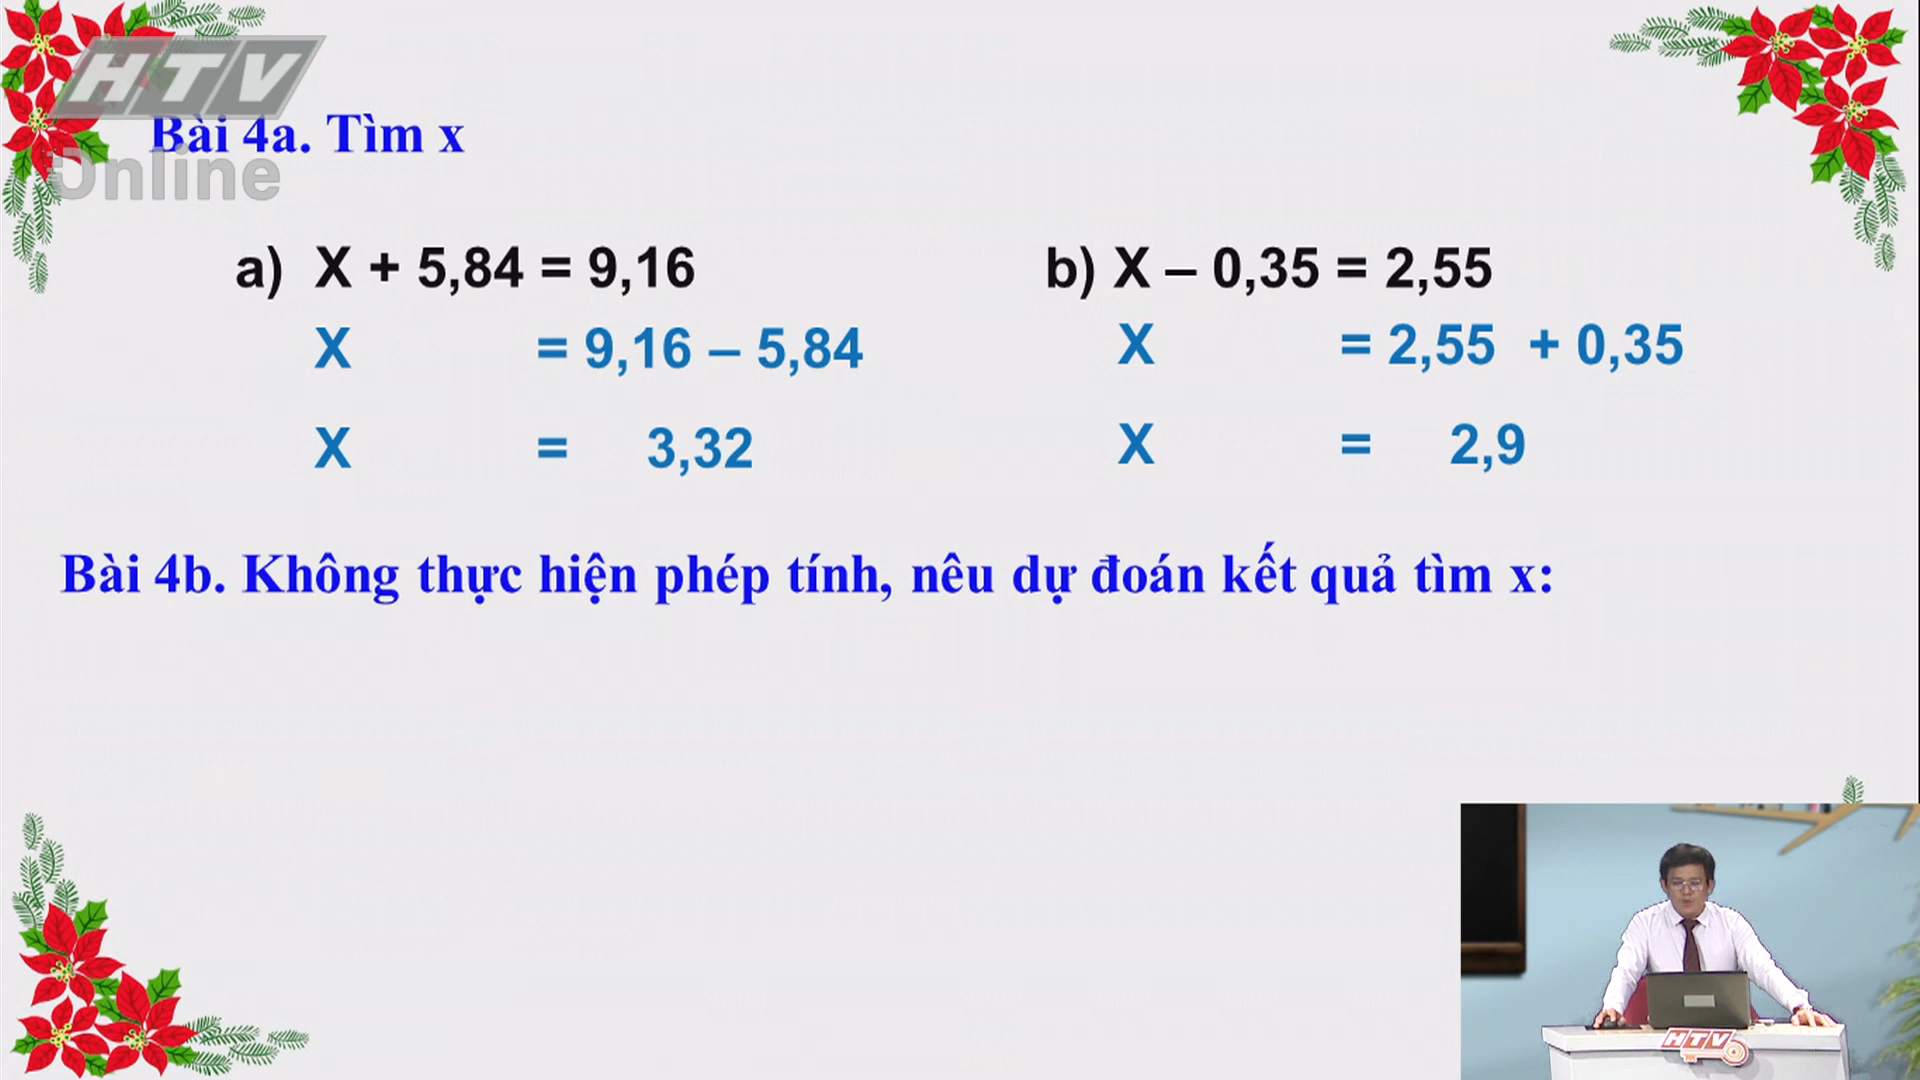 HTV
Online
Bài 4a. Tìm x
a) X + 5,84 = 9,16
X = 9,16 – 5,84
X = 3,32
b) X – 0,35 = 2,55
X = 2,55 + 0,35
X = 2,9
Bài 4b. Không thực hiện phép tính, nêu dự đoán kết quả tìm x:
HTV